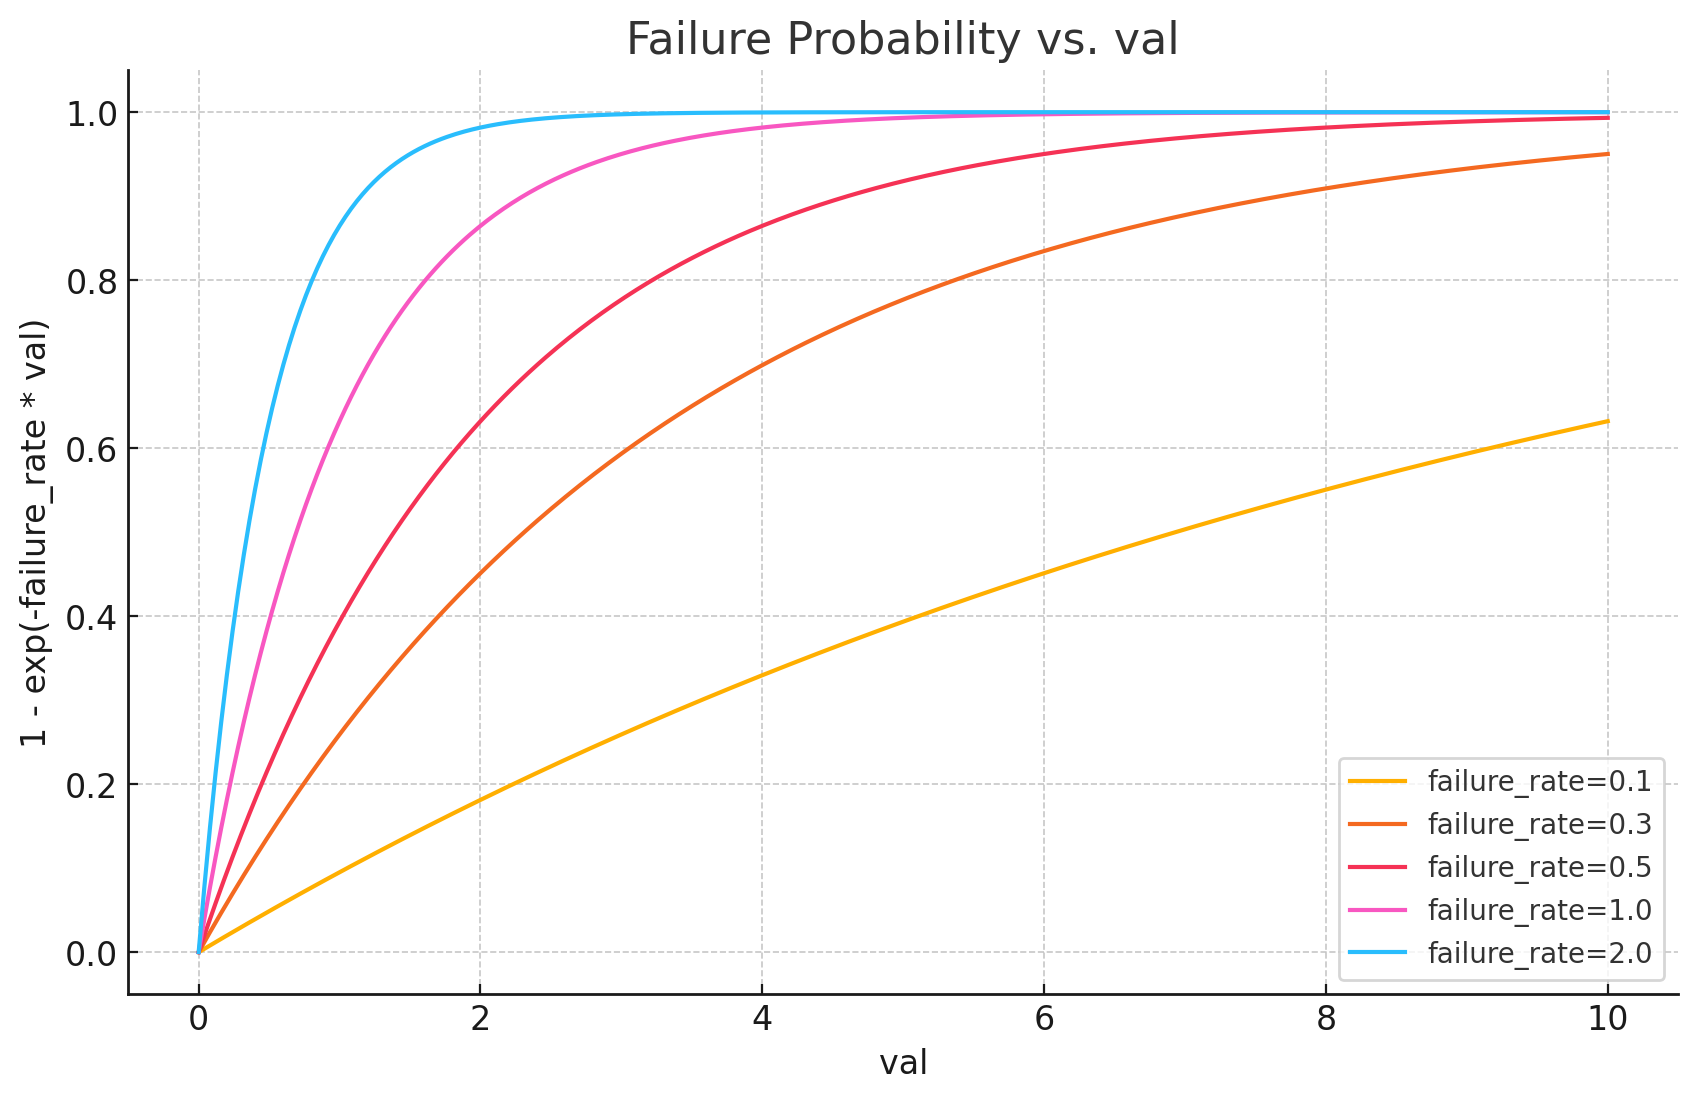 Failure Probability vs. val
1 - exp(-failure_rate * val)
1.0
0.8
0.6
0.4
0.2
0.0
0 2 4 6 8 10
val
failure_rate=0.1
failure_rate=0.3
failure_rate=0.5
failure_rate=1.0
failure_rate=2.0